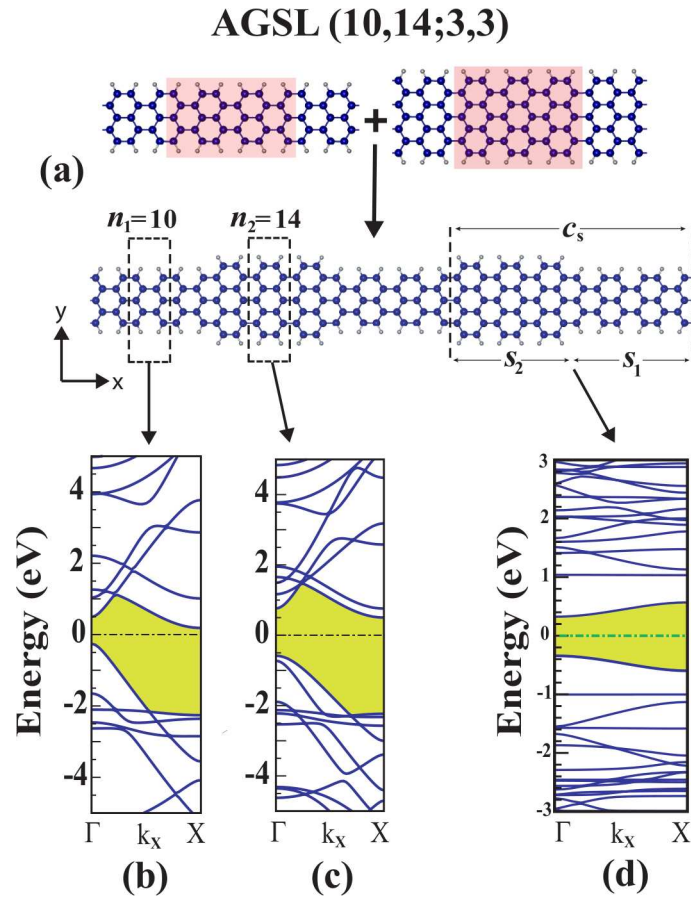 AGSL (10,14;3,3)
+
(a)
n1=10
n2=14
cs
y
x
s2
s1
Energy (eV)
4
2
0
-2
-4
Γ kx X
(b)
4
2
0
-2
-4
Γ kx X
(c)
Energy (eV)
3
2
1
0
-1
-2
-3
Γ kx X
(d)